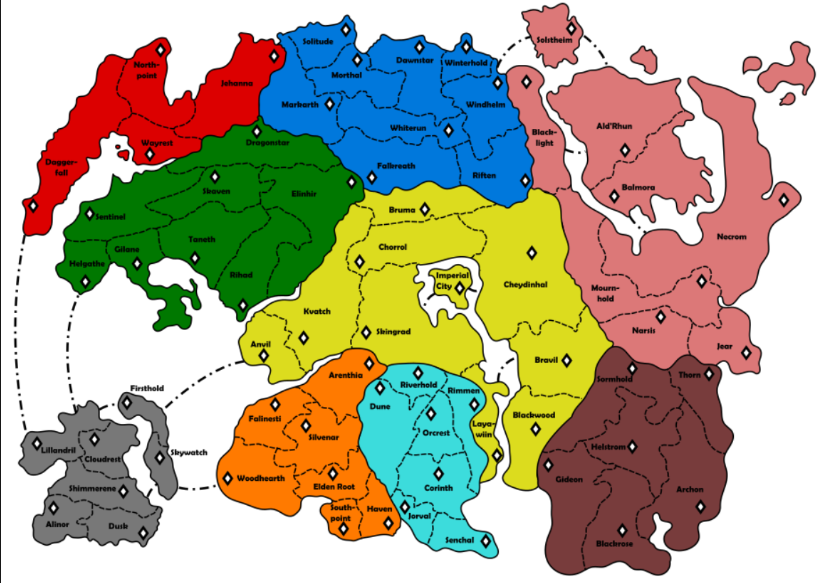 Solstheim
Solitude
Dawnstar
Winterhold
North-
point
Morthal
Jehanna
Markarth
Windhelm
Whiterun
Ald'Rhun
Black-
light
Wayrest
Dragonstar
Dagger-
fall
Falkreath
Riften
Skaven
Elinhir
Balmora
Bruma
Sentinel
Necrom
Taneth
Gilane
Chorrol
Helgathe
Rihad
Imperial
City
Cheydinhal
Mourn-
hold
Kvatch
Skingrad
Narsis
Anvil
Jear
Bravil
Arenthia
Riverhold
Sormhold
Thorn
Firsthold
Dune
Rimmen
Falinesti
Blackwood
Silvenar
Orcrest
Laya-
wiin
Lillandril
Cloudrest
Skywatch
Helstrom
Woodhearth
Elden Root
Corinth
Gideon
Shimmerene
Archon
South-
point
Haven
Jorval
Alinor
Dusk
Senchal
Blackrose